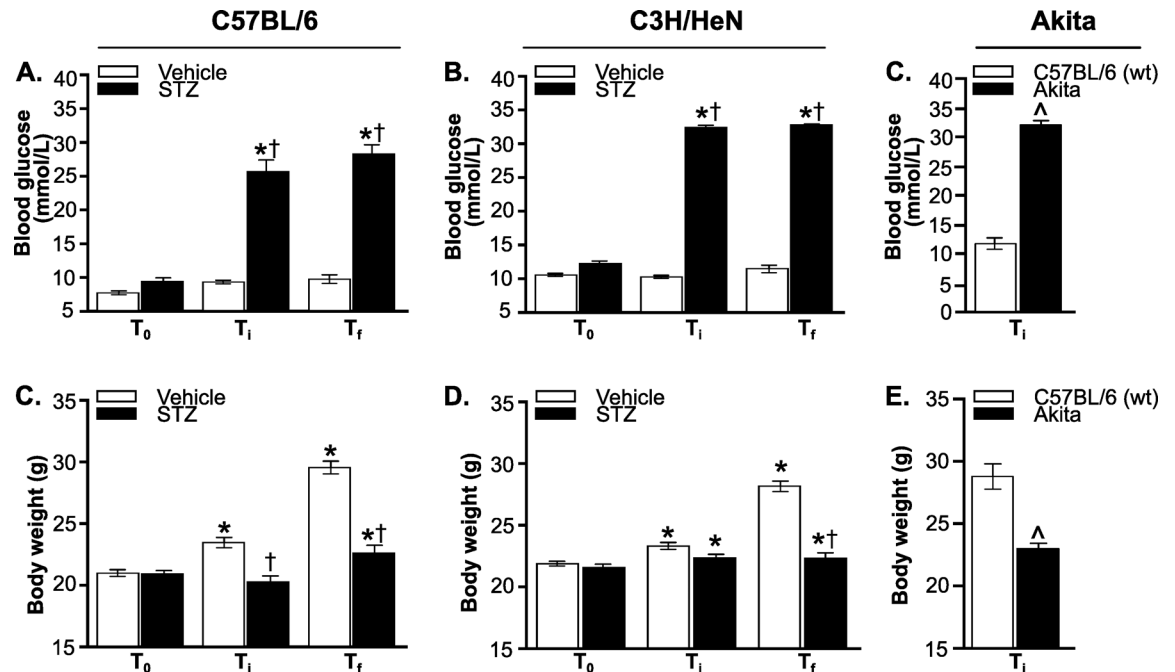 C57BL/6
C3H/HeN
Akita
A.
Vehicle
STZ
Blood glucose
(mmol/L)
40
35
30
25
20
15
10
5
*†
*†
T0
Ti
Tf
B.
Vehicle
STZ
Blood glucose
(mmol/L)
40
35
30
25
20
15
10
5
*†
*†
T0
Ti
Tf
C.
C57BL/6 (wt)
Akita
Blood glucose
(mmol/L)
40
35
30
25
20
15
10
5
0
^
Ti
C.
Vehicle
STZ
Body weight (g)
35
30
25
20
15
*
†
*
*†
T0
Ti
Tf
D.
Vehicle
STZ
Body weight (g)
35
30
25
20
15
*
*
*
*†
T0
Ti
Tf
E.
C57BL/6 (wt)
Akita
Body weight (g)
35
30
25
20
15
^
Ti